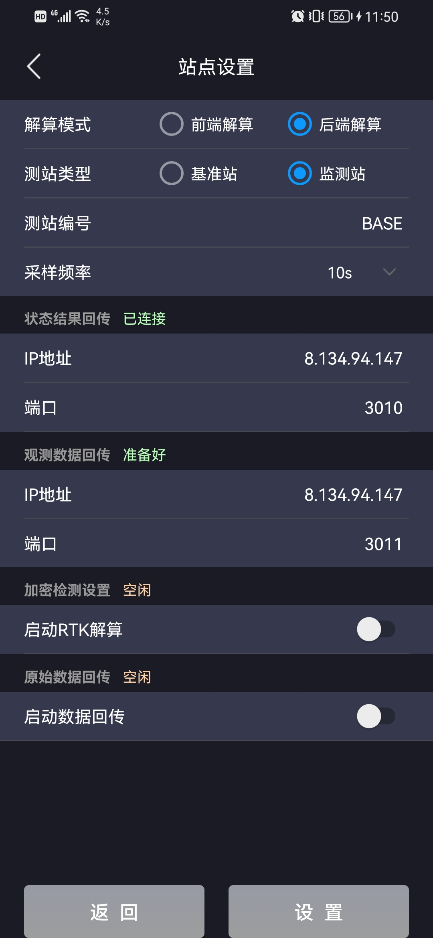 HD 4G 4.5 K/s 56 11:50
站点设置
解算模式 前端解算 后端解算
测站类型 基准站 监测站
测站编号 BASE
采样频率 10s
状态结果回传 已连接
IP地址 8.134.94.147
端口 3010
观测数据回传 准备好
IP地址 8.134.94.147
端口 3011
加密检测设置 空闲
启动RTK解算
原始数据回传 空闲
启动数据回传
返 回 设 置